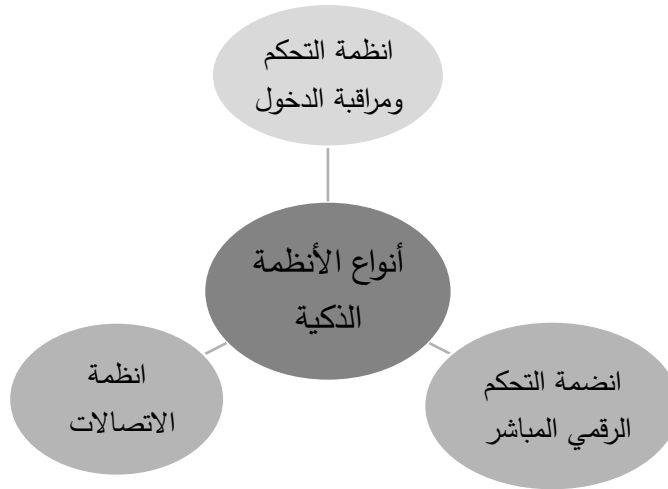 انظمة التحكم
ومراقبة الدخول
أنواع الأنظمة
الذكية
انضمة التحكم
الرقمي المباشر
انظمة
الاتصالات